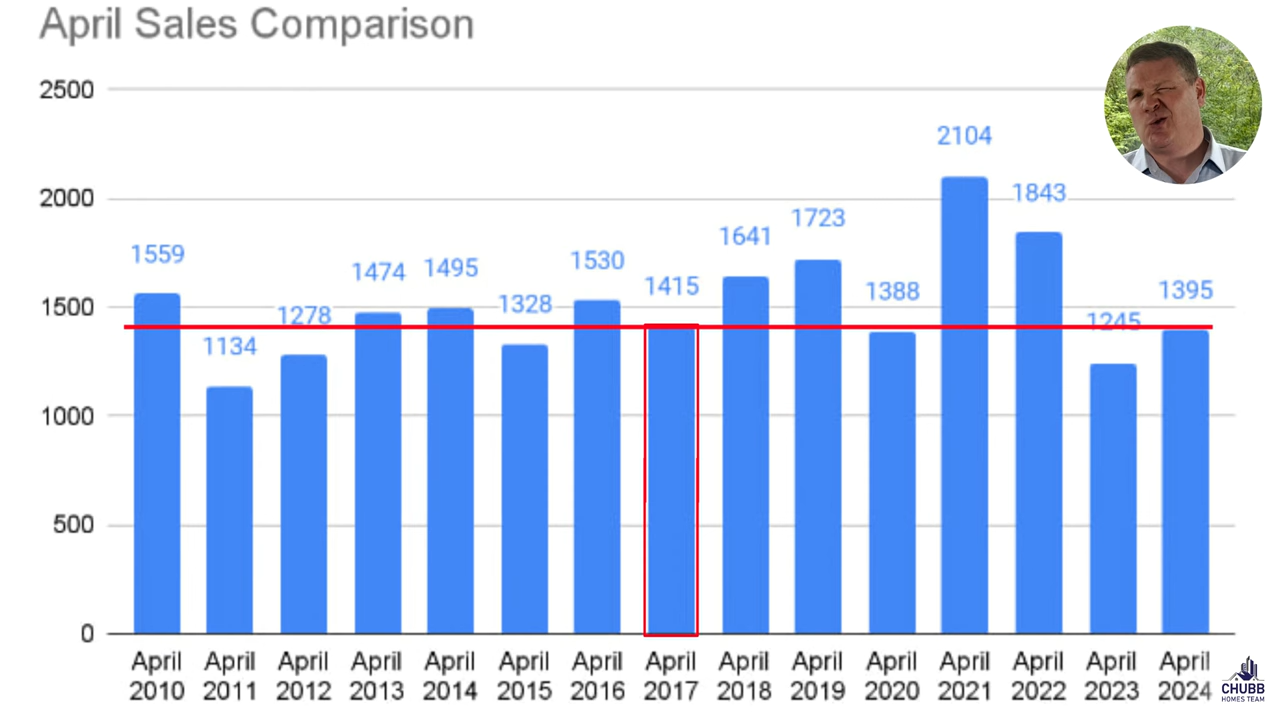 April Sales Comparison
2500
2000
1500
1000
500
0
1559
1134
1278
1474
1495
1328
1530
1415
1641
1723
1388
2104
1843
1245
1395
April 2010
April 2011
April 2012
April 2013
April 2014
April 2015
April 2016
April 2017
April 2018
April 2019
April 2020
April 2021
April 2022
April 2023
April 2024
CHUBB
HOMES TEAM